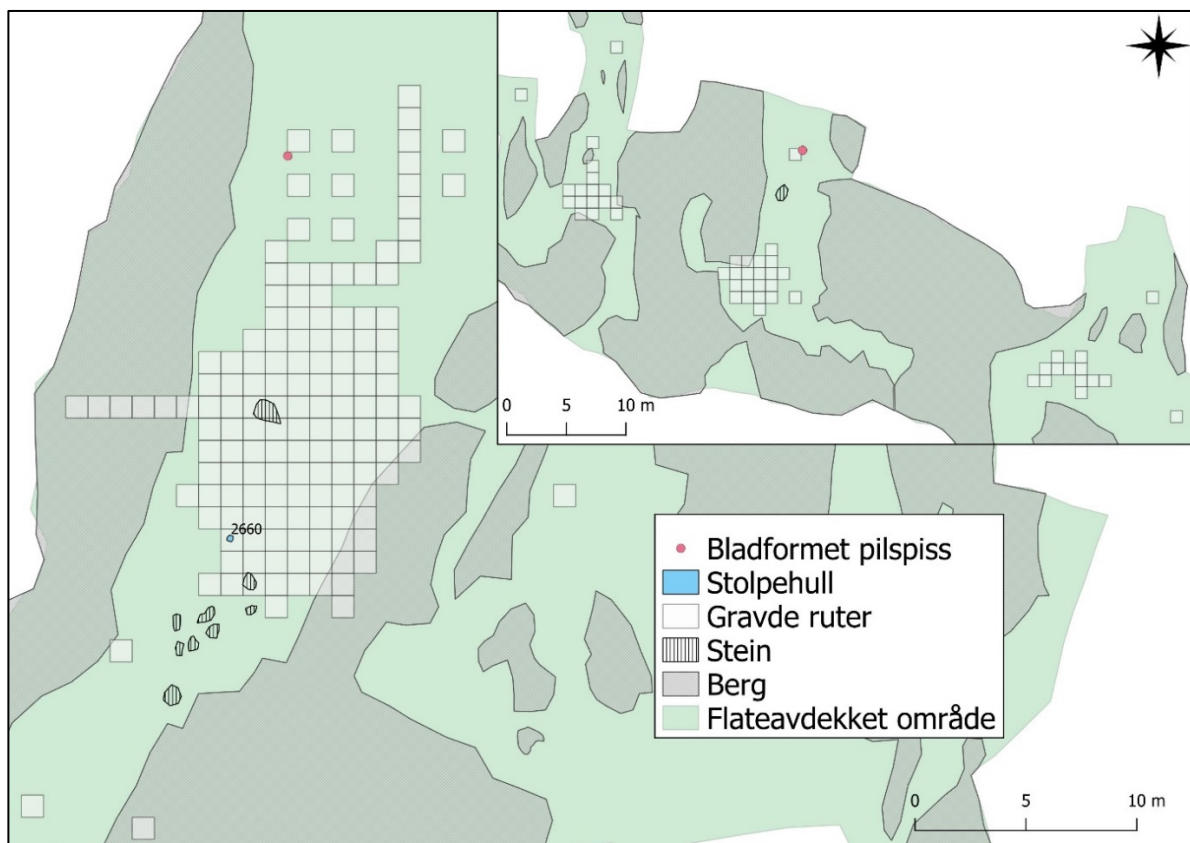 0 5 10 m
2660
Bladformet pilspiss
Stolpehull
Gravde ruter
Stein
Berg
Flateavdekket område
0 5 10 m